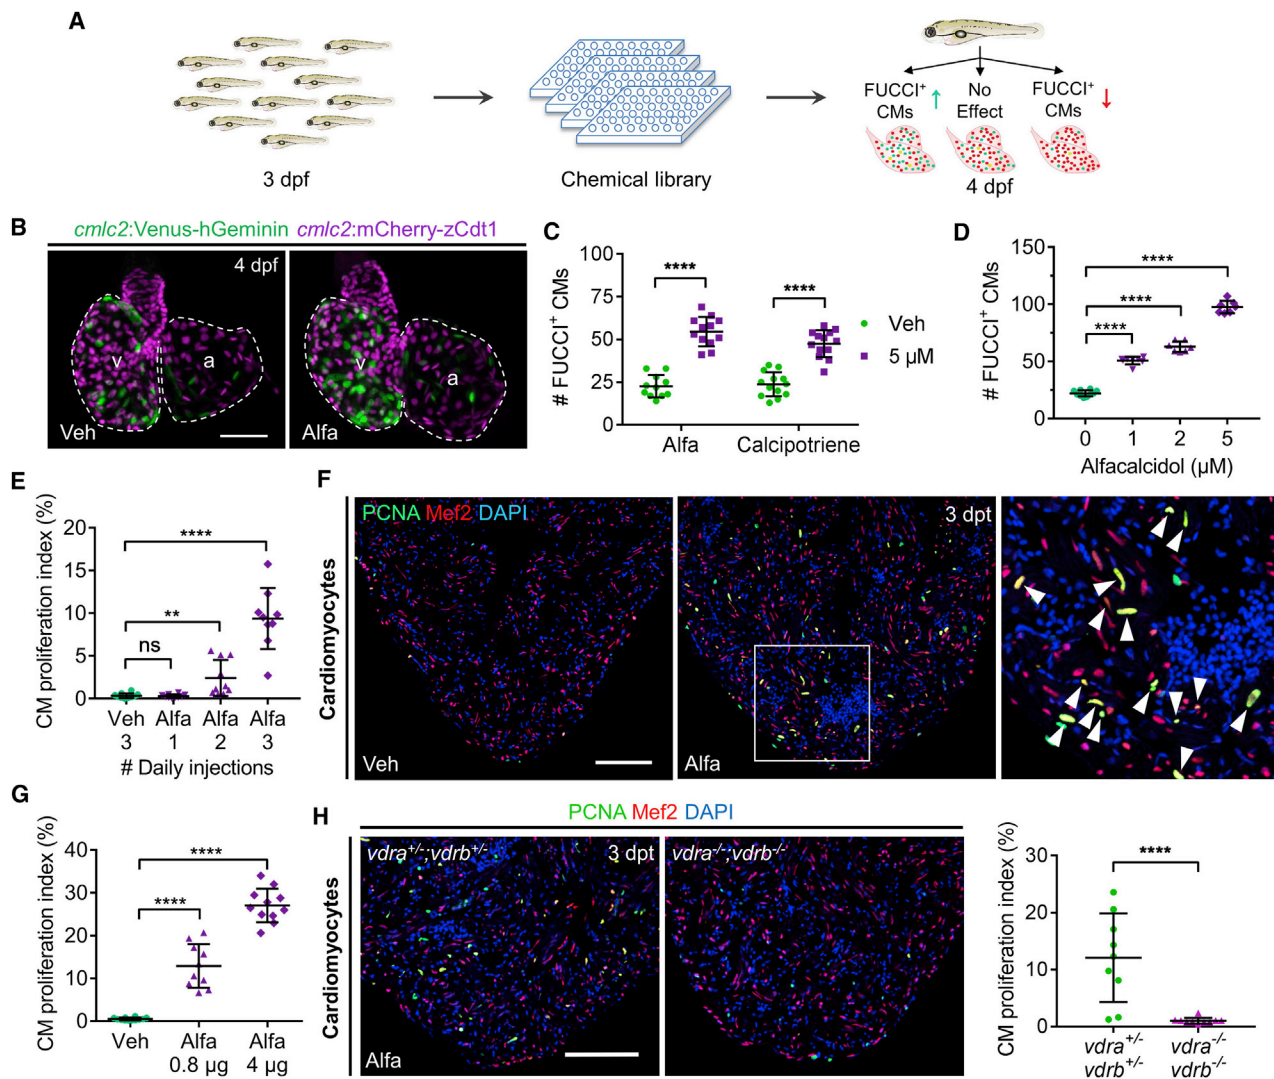 A
3 dpf
Chemical library
FUCCI⁺ CMs ↑
No Effect
FUCCI⁺ CMs ↓
4 dpf
B
cmlc2:Venus-hGeminin cmlc2:mCherry-zCdt1
4 dpf
v
a
Veh
v
a
Alfa
C
# FUCCI⁺ CMs
100
75
50
25
0
****
****
Alfa
Calcipotriene
Veh
5 μM
D
# FUCCI⁺ CMs
150
100
50
0
****
****
****
0 1 2 5
Alfacalcidol (μM)
E
CM proliferation index (%)
20
15
10
5
0
****
**
ns
Veh Alfa Alfa Alfa
3 1 2 3
# Daily injections
F
Cardiomyocytes
PCNA Mef2 DAPI
Veh
3 dpt
Alfa
G
CM proliferation index (%)
40
30
20
10
0
****
****
Veh Alfa Alfa
0.8 μg 4 μg
H
PCNA Mef2 DAPI
Cardiomyocytes
vdra+/-;vdrb+/-
3 dpt
Alfa
vdra-/-;vdrb-/-
CM proliferation index (%)
30
20
10
0
****
vdra+/- vdra-/-
vdrb+/- vdrb-/-